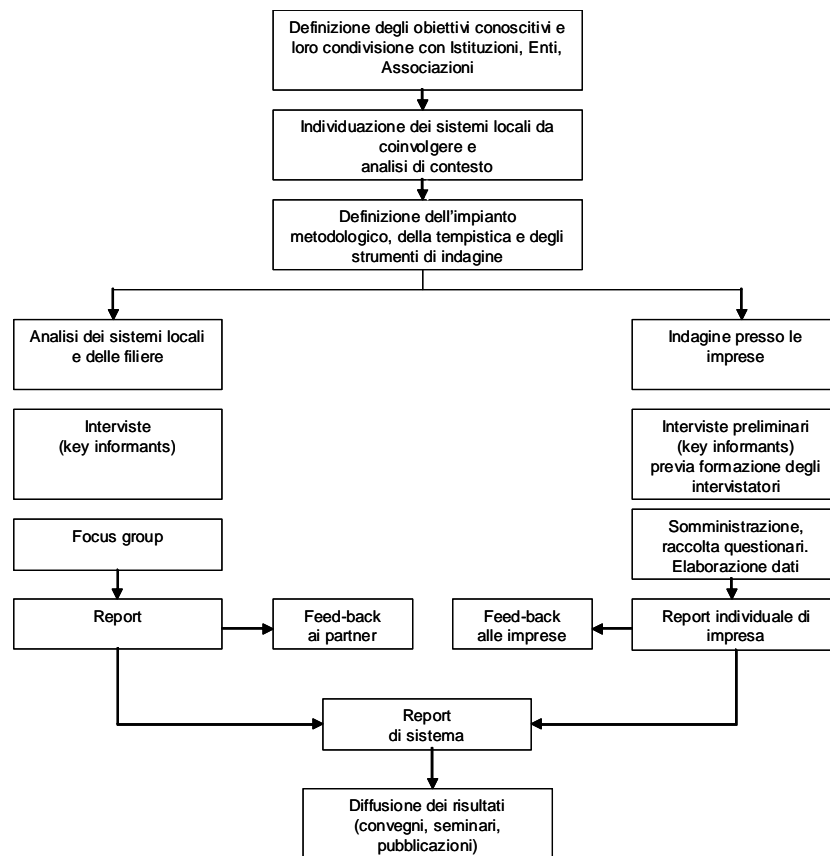 Definizione degli obiettivi conoscitivi e
loro condivisione con Istituzioni, Enti,
Associazioni
Individuazione dei sistemi locali da
coinvolgere e
analisi di contesto
Definizione dell'impianto
metodologico, della tempistica e degli
strumenti di indagine
Analisi dei sistemi locali
e delle filiere
Indagine presso le
imprese
Interviste
(key informants)
Interviste preliminari
(key informants)
previa formazione degli
intervistatori
Focus group
Somministrazione,
raccolta questionari.
Elaborazione dati
Report
Feed-back
ai partner
Feed-back
alle imprese
Report individuale di
impresa
Report
di sistema
Diffusione dei risultati
(convegni, seminari,
pubblicazioni)